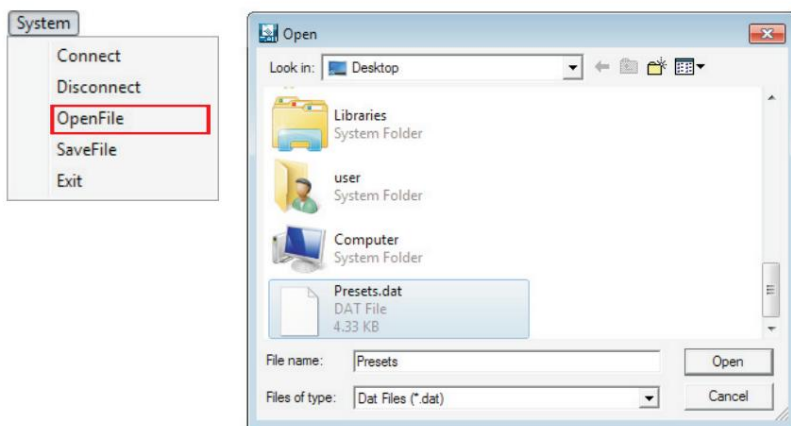 System
Connect
Disconnect
OpenFile
SaveFile
Exit
Open
Look in: Desktop
Libraries
System Folder
user
System Folder
Computer
System Folder
Presets.dat
DAT File
4.33 KB
File name: Presets Open
Files of type: Dat Files (*.dat) Cancel